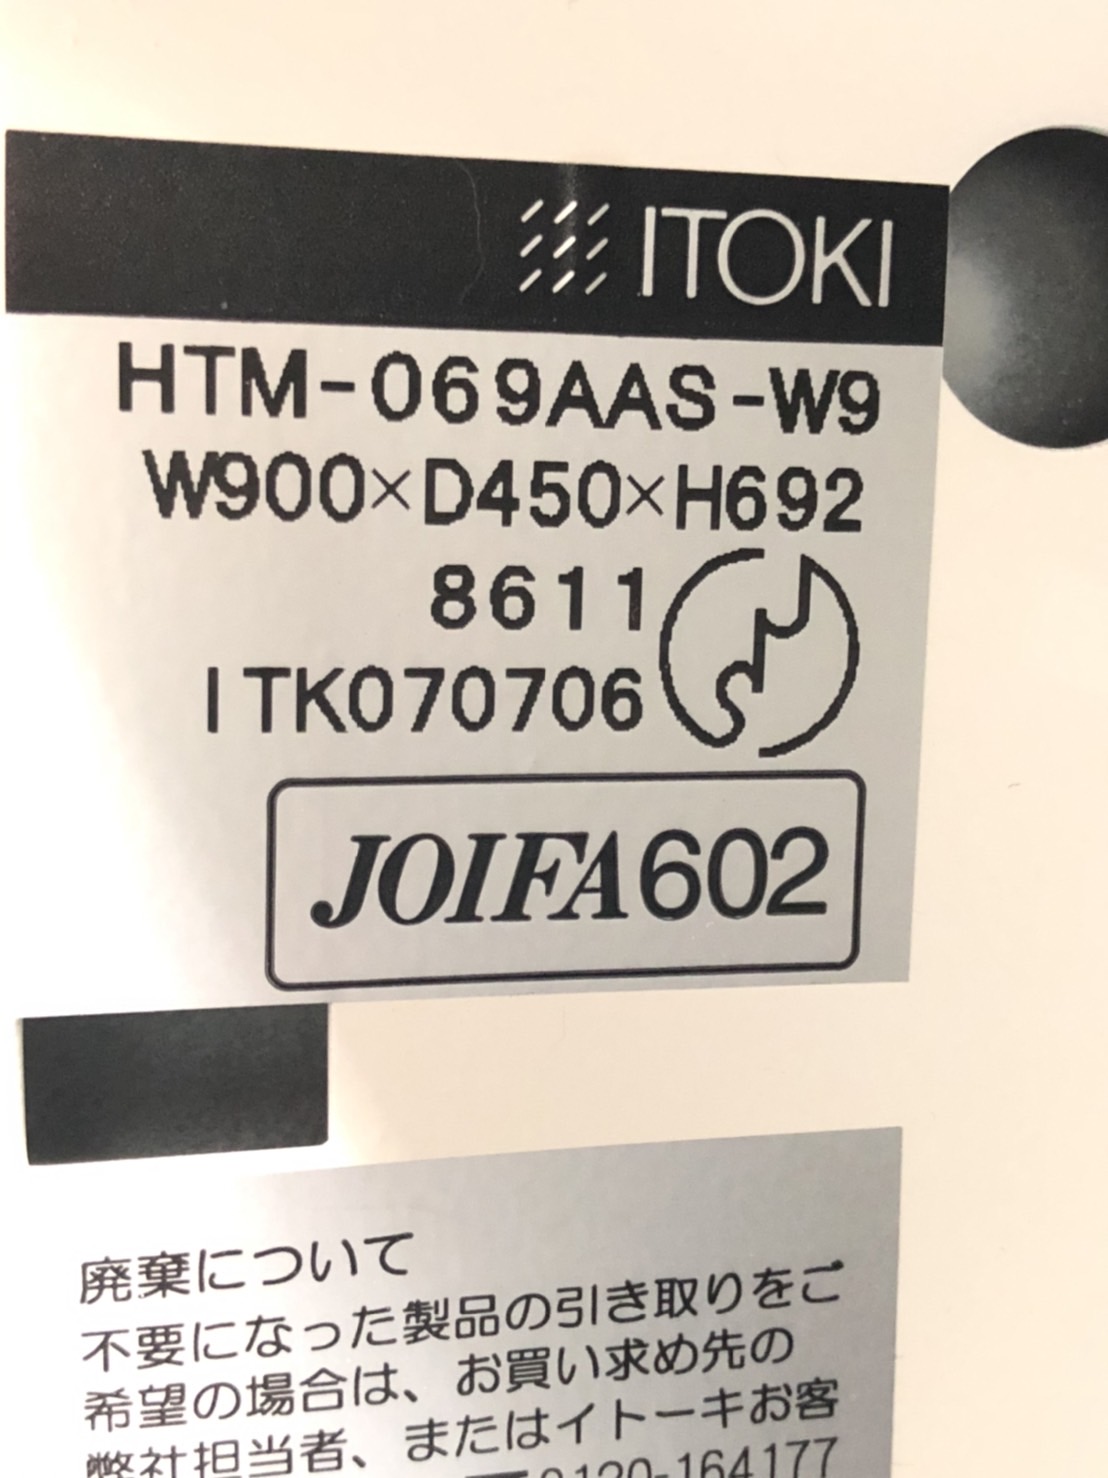 ITOKI
HTM-069AAS-W9
W900×D450×H692
8611
ITK070706
JOIFA602
廃棄について
不要になった製品の引き取りをご
希望の場合は、お買い求め先の
弊社担当者、またはイトーキお客
0120-164177